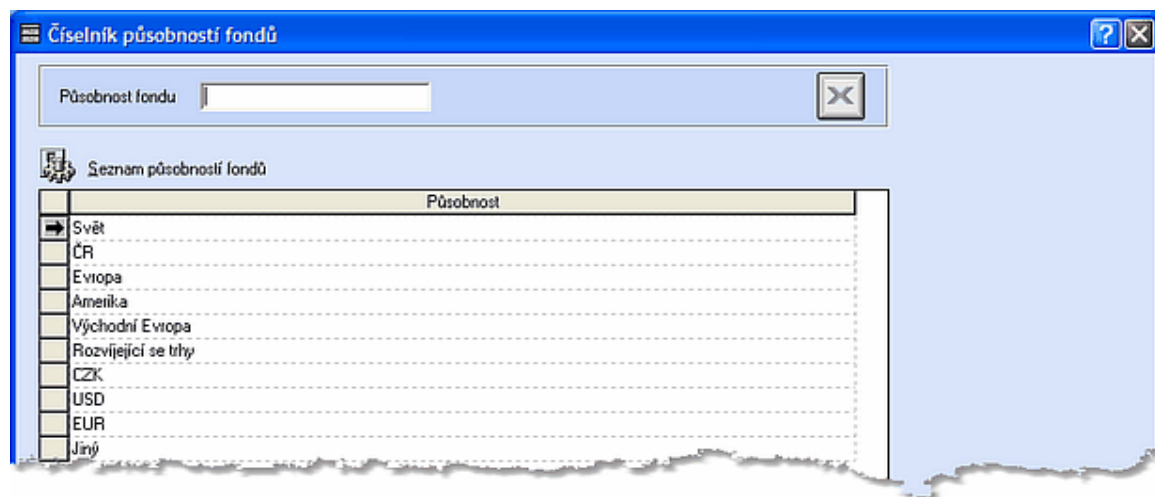 Číselník působností fondů
Působnost fondu
Seznam působností fondů
Působnost
Svět
ČR
Evropa
Amerika
Východní Evropa
Rozvíjející se trhy
CZK
USD
EUR
Jiný